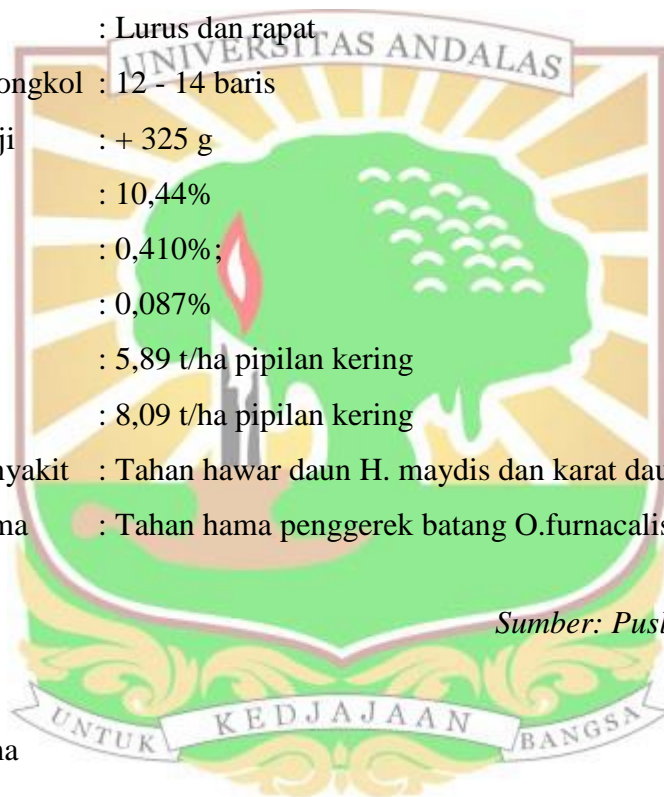 : Lurus dan rapat
UNIVERSITAS ANDALAS
ongkol : 12 - 14 baris
ji : + 325 g
: 10,44%
: 0,410%;
: 0,087%
: 5,89 t/ha pipilan kering
: 8,09 t/ha pipilan kering
nyakit : Tahan hawar daun H. maydis dan karat dau
ma : Tahan hama penggerek batang O.furnacalis
Sumber: Pusl
UNTUK KEDJAJAAN BANGSA
na